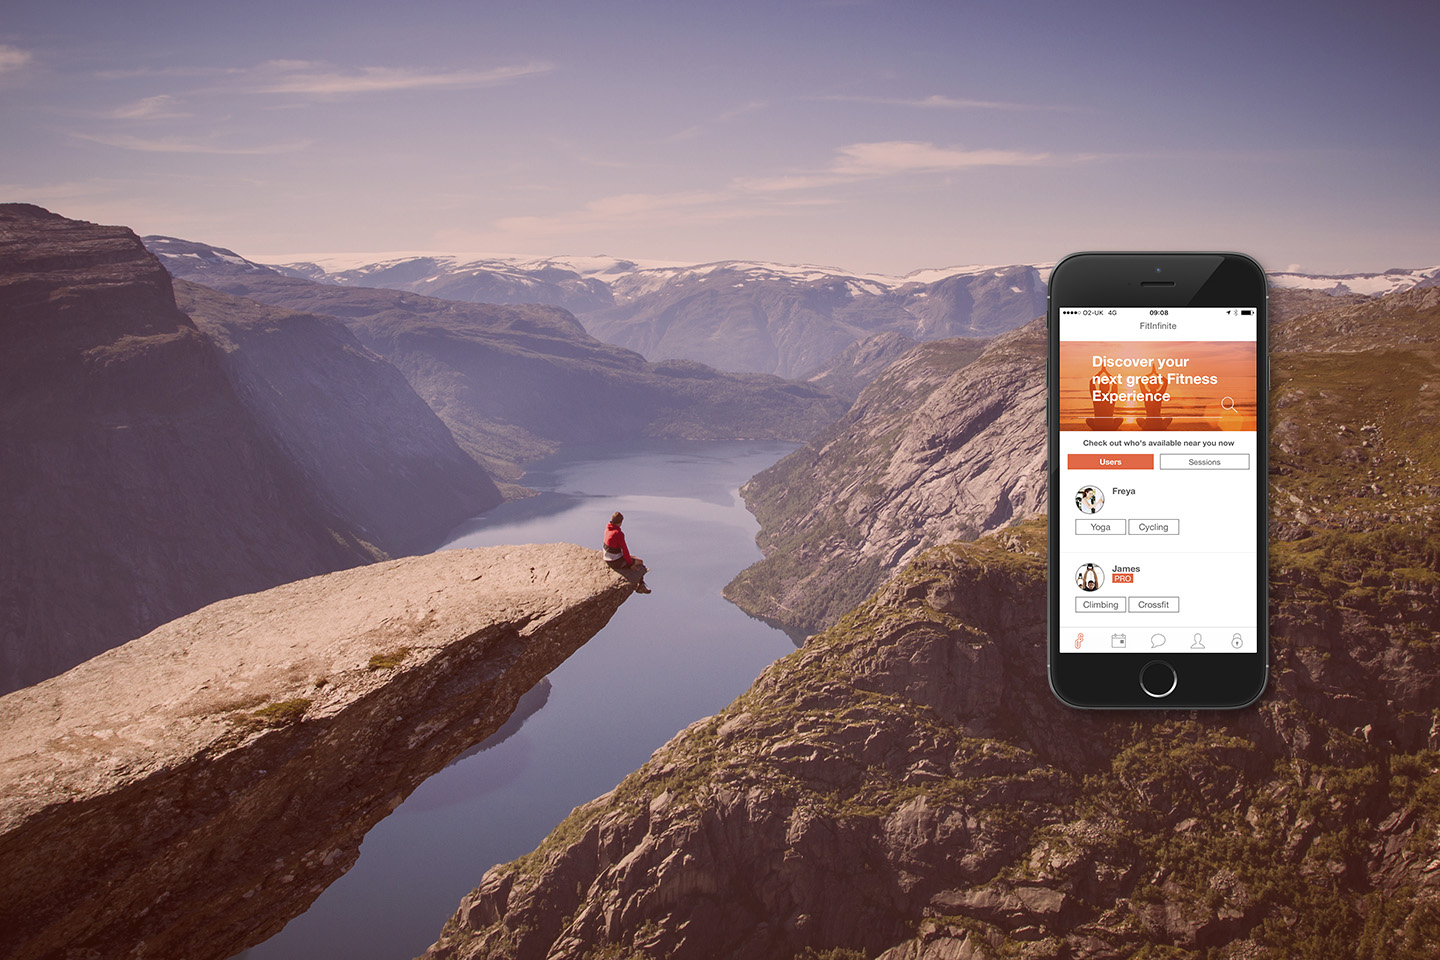 O2-UK 4G 09:08
FitInfinite
Discover your
next great Fitness
Experience
Check out who's available near you now
Users Sessions
Freya
Yoga Cycling
James
PRO
Climbing Crossfit